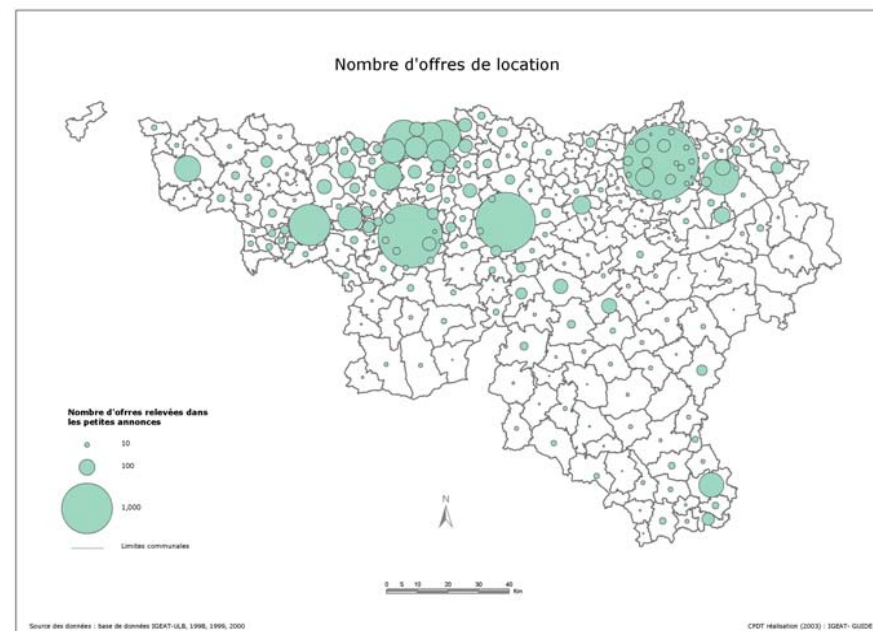 Nombre d'offres de location
Nombre d'ofrres relevées dans
les petites annonces
10
100
1,000
Limites communales
N
0 5 10 20 30 40
Km
Source des données : base de données IGEAT-ULB, 1998, 1999, 2000
CPDT réalisation (2003) : IGEAT- GUIDE